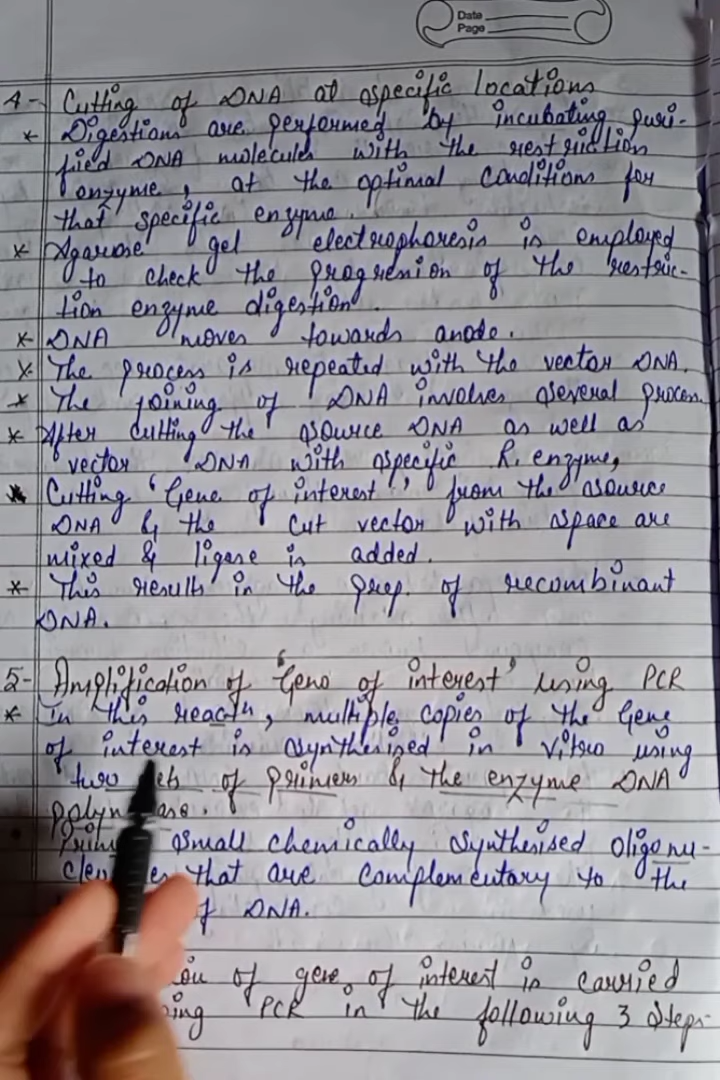 Date
Page
4- Cutting of DNA at specific locations
* Digestions are performed by incubating puri-
fied DNA molecules with the restriction
enzyme, at the optimal conditions for
that specific enzyme.
* Agarose gel electrophoresis is employed
to check the progression of the restric-
tion enzyme digestion.
* DNA moves towards anode.
* The process is repeated with the vector DNA.
* The joining of DNA involves several process.
* After cutting the source DNA as well as
vector DNA with specific R. enzyme,
* Cutting 'Gene of interest' from the source
DNA & the cut vector with space are
mixed & ligase is added.
* This results in the prep. of recombinant
DNA.
5- Amplification of 'Gene of interest' using PCR
* In this reacth, multiple copies of the Gene
of interest is synthesised in vitro using
two of primers & the enzyme DNA
small chemically synthesised oligonu-
that are complementary to the
of DNA.
of gene of interest is carried
PCR in the following 3 steps-